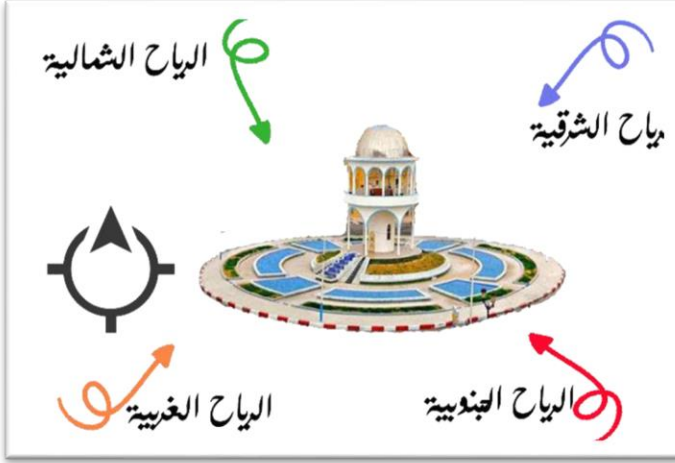 الرياح الشمالية
رياح الشرقية
الرياح الغربية
الرياح الجنوبية